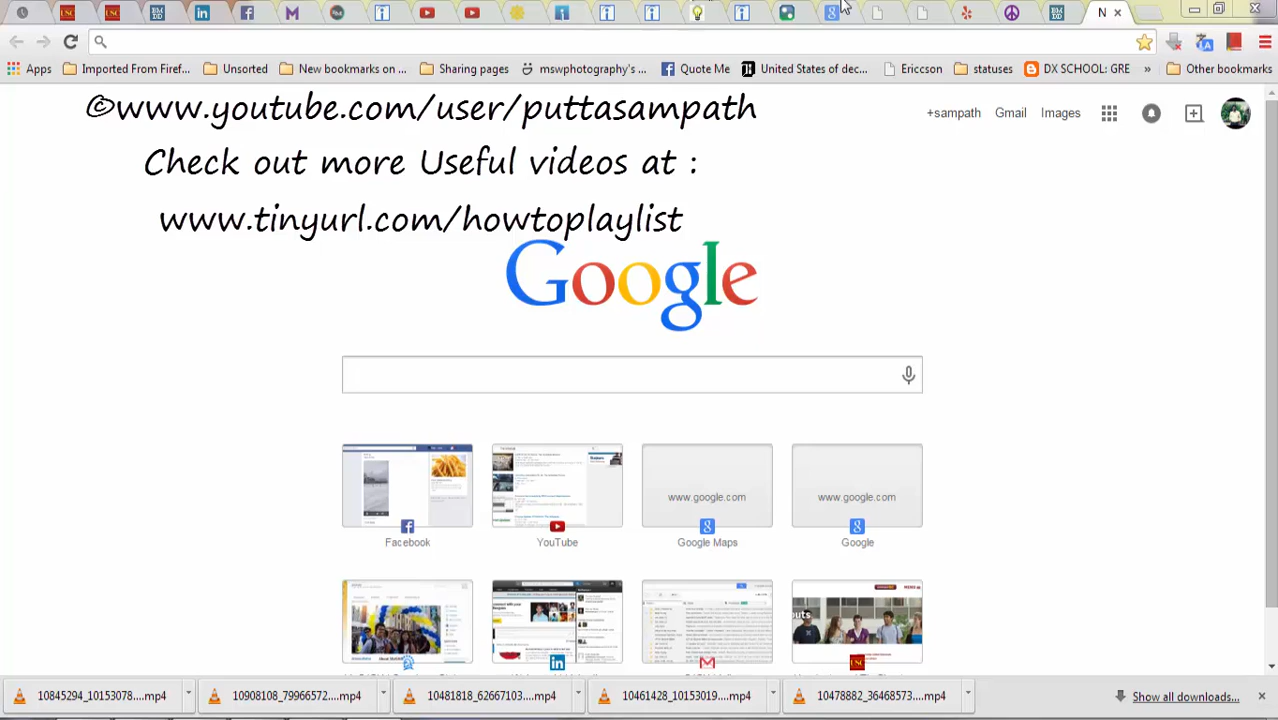 N
Apps
Imported From Firef...
Unsorted
New bookmarks on ...
Sharing pages
mswphotography's ...
Quote Me
United States of dec...
Ericcson
statuses
DX SCHOOL: GRE
»
Other bookmarks
©www.youtube.com/user/puttasampath
+sampath
Gmail
Images
Check out more Useful videos at :
www.tinyurl.com/howtoplaylist
Google
www.google.com
www.google.com
Facebook
YouTube
Google Maps
Google
10845294_10153078....mp4
10908108_79966572....mp4
10481818_62667103....mp4
10461428_10153019....mp4
10478882_36468573....mp4
Show all downloads...